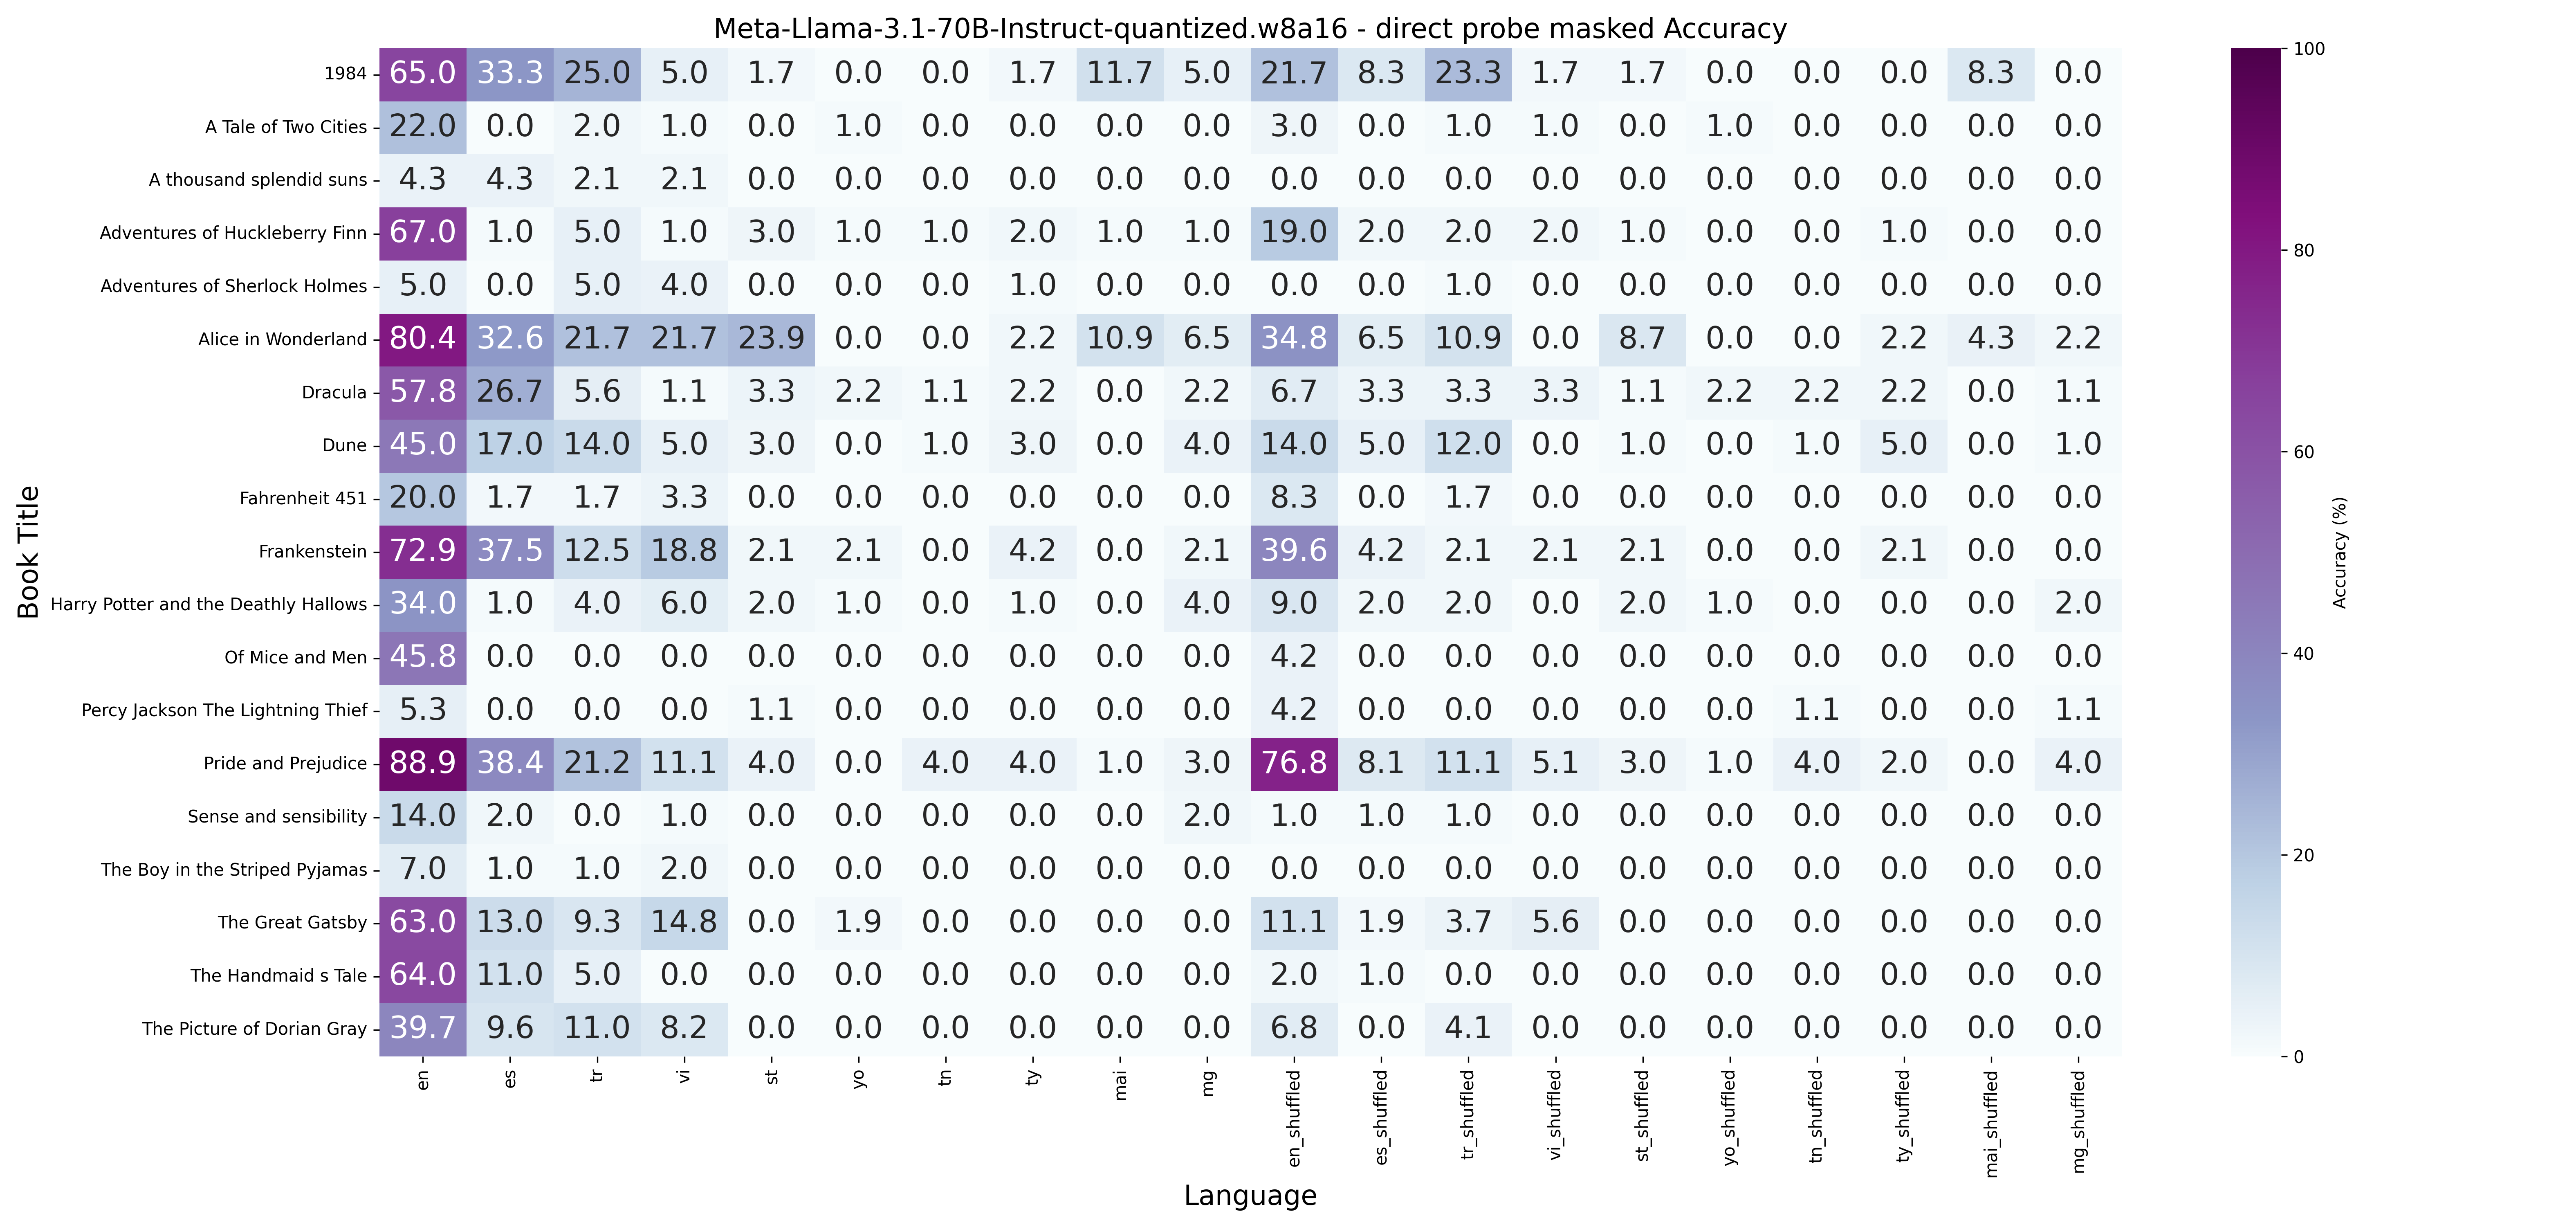 Meta-Llama-3.1-70B-Instruct-quantized.w8a16 - direct probe masked Accuracy
Book Title
1984 65.0 33.3 25.0 5.0 1.7 0.0 0.0 1.7 11.7 5.0 21.7 8.3 23.3 1.7 1.7 0.0 0.0 0.0 8.3 0.0
A Tale of Two Cities 22.0 0.0 2.0 1.0 0.0 1.0 0.0 0.0 0.0 0.0 3.0 0.0 1.0 1.0 0.0 1.0 0.0 0.0 0.0 0.0
A thousand splendid suns 4.3 4.3 2.1 2.1 0.0 0.0 0.0 0.0 0.0 0.0 0.0 0.0 0.0 0.0 0.0 0.0 0.0 0.0 0.0 0.0
Adventures of Huckleberry Finn 67.0 1.0 5.0 1.0 3.0 1.0 1.0 2.0 1.0 1.0 19.0 2.0 2.0 2.0 1.0 0.0 0.0 1.0 0.0 0.0
Adventures of Sherlock Holmes 5.0 0.0 5.0 4.0 0.0 0.0 0.0 1.0 0.0 0.0 0.0 0.0 1.0 0.0 0.0 0.0 0.0 0.0 0.0 0.0
Alice in Wonderland 80.4 32.6 21.7 21.7 23.9 0.0 0.0 2.2 10.9 6.5 34.8 6.5 10.9 0.0 8.7 0.0 0.0 2.2 4.3 2.2
Dracula 57.8 26.7 5.6 1.1 3.3 2.2 1.1 2.2 0.0 2.2 6.7 3.3 3.3 3.3 1.1 2.2 2.2 2.2 0.0 1.1
Dune 45.0 17.0 14.0 5.0 3.0 0.0 1.0 3.0 0.0 4.0 14.0 5.0 12.0 0.0 1.0 0.0 1.0 5.0 0.0 1.0
Fahrenheit 451 20.0 1.7 1.7 3.3 0.0 0.0 0.0 0.0 0.0 0.0 8.3 0.0 1.7 0.0 0.0 0.0 0.0 0.0 0.0 0.0
Frankenstein 72.9 37.5 12.5 18.8 2.1 2.1 0.0 4.2 0.0 2.1 39.6 4.2 2.1 2.1 2.1 0.0 0.0 2.1 0.0 0.0
Harry Potter and the Deathly Hallows 34.0 1.0 4.0 6.0 2.0 1.0 0.0 1.0 0.0 4.0 9.0 2.0 2.0 0.0 2.0 1.0 0.0 0.0 0.0 2.0
Of Mice and Men 45.8 0.0 0.0 0.0 0.0 0.0 0.0 0.0 0.0 0.0 4.2 0.0 0.0 0.0 0.0 0.0 0.0 0.0 0.0 0.0
Percy Jackson The Lightning Thief 5.3 0.0 0.0 0.0 1.1 0.0 0.0 0.0 0.0 0.0 4.2 0.0 0.0 0.0 0.0 0.0 1.1 0.0 0.0 1.1
Pride and Prejudice 88.9 38.4 21.2 11.1 4.0 0.0 4.0 4.0 1.0 3.0 76.8 8.1 11.1 5.1 3.0 1.0 4.0 2.0 0.0 4.0
Sense and sensibility 14.0 2.0 0.0 1.0 0.0 0.0 0.0 0.0 0.0 2.0 1.0 1.0 1.0 0.0 0.0 0.0 0.0 0.0 0.0 0.0
The Boy in the Striped Pyjamas 7.0 1.0 1.0 2.0 0.0 0.0 0.0 0.0 0.0 0.0 0.0 0.0 0.0 0.0 0.0 0.0 0.0 0.0 0.0 0.0
The Great Gatsby 63.0 13.0 9.3 14.8 0.0 1.9 0.0 0.0 0.0 0.0 11.1 1.9 3.7 5.6 0.0 0.0 0.0 0.0 0.0 0.0
The Handmaid s Tale 64.0 11.0 5.0 0.0 0.0 0.0 0.0 0.0 0.0 0.0 2.0 1.0 0.0 0.0 0.0 0.0 0.0 0.0 0.0 0.0
The Picture of Dorian Gray 39.7 9.6 11.0 8.2 0.0 0.0 0.0 0.0 0.0 0.0 6.8 0.0 4.1 0.0 0.0 0.0 0.0 0.0 0.0 0.0
en es tr vi st yo tn ty mai mg en_shuffled es_shuffled tr_shuffled vi_shuffled st_shuffled yo_shuffled tn_shuffled ty_shuffled mai_shuffled mg_shuffled
Language
100
80
60
40
20
0
Accuracy (%)